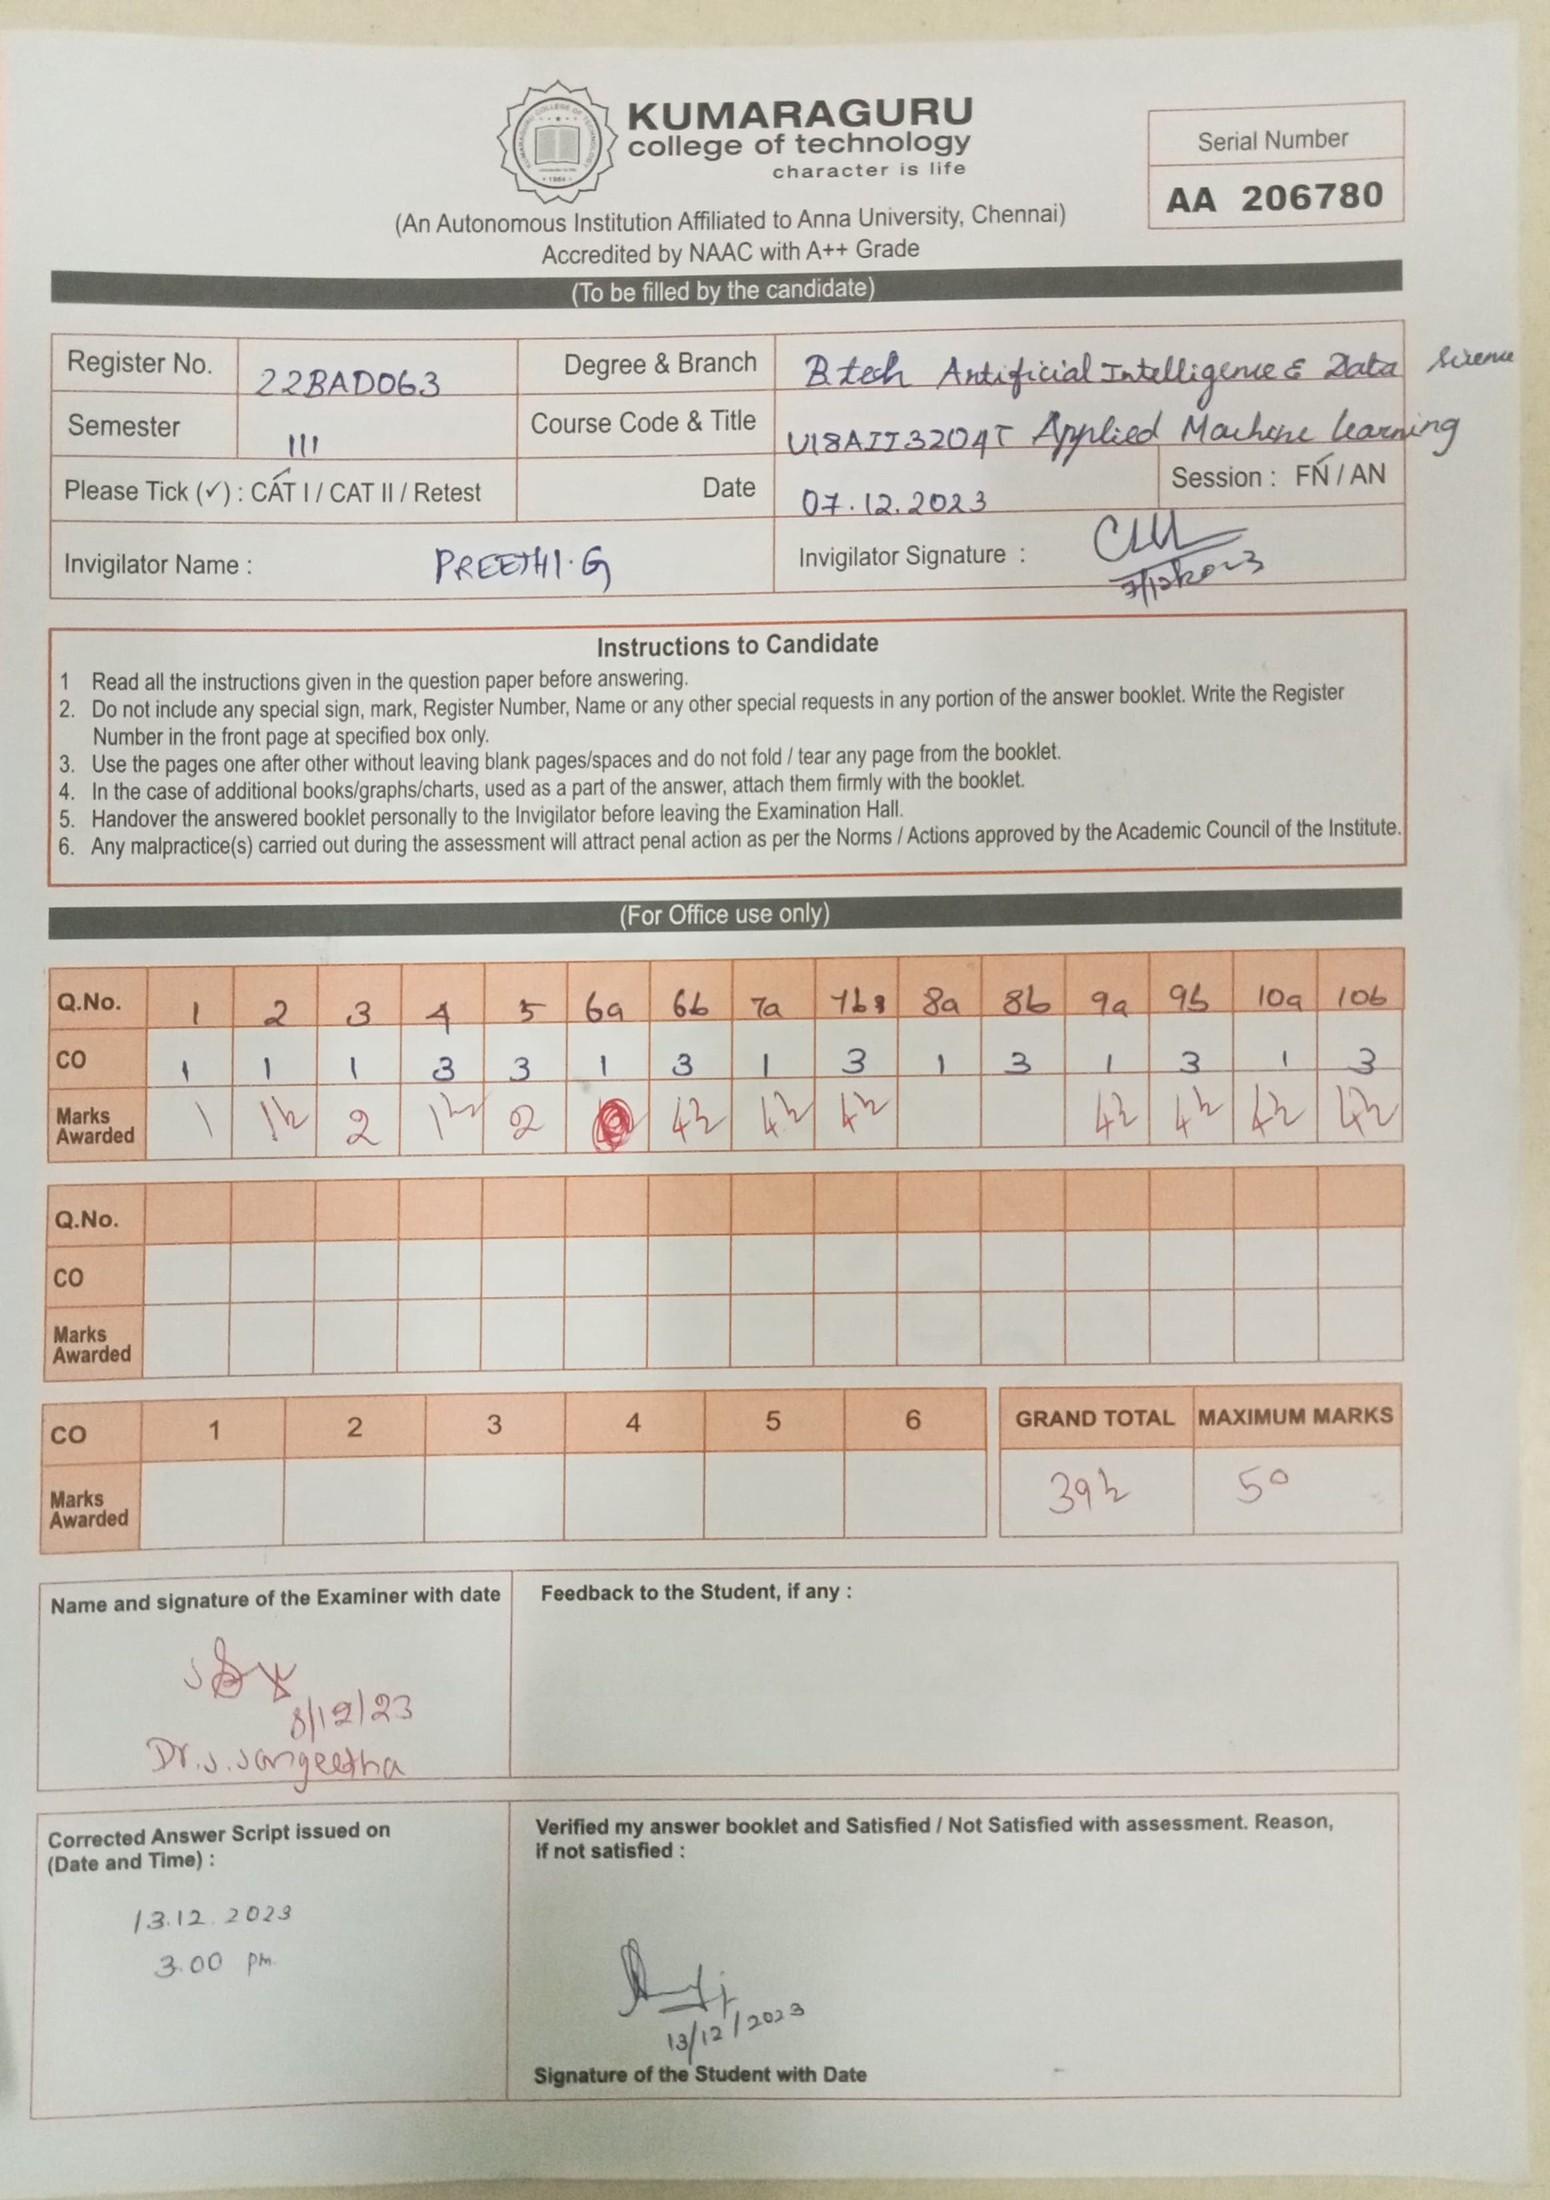 KUMARAGURU
college of technology
character is life
Serial Number
AA 206780
(An Autonomous Institution Affiliated to Anna University, Chennai)
Accredited by NAAC with A++ Grade
(To be filled by the candidate)
Register No. 22BAD063 Degree & Branch B.tech Artificial Intelligence & Data Science
Semester III Course Code & Title U18AII3204T Applied Machine learning
Please Tick (✓) : CAT I / CAT II / Retest Date 07.12.2023 Session : FN / AN
Invigilator Name : PREETHI.G Invigilator Signature :
Instructions to Candidate
1 Read all the instructions given in the question paper before answering.
2. Do not include any special sign, mark, Register Number, Name or any other special requests in any portion of the answer booklet. Write the Register
Number in the front page at specified box only.
3. Use the pages one after other without leaving blank pages/spaces and do not fold / tear any page from the booklet.
4. In the case of additional books/graphs/charts, used as a part of the answer, attach them firmly with the booklet.
5. Handover the answered booklet personally to the Invigilator before leaving the Examination Hall.
6. Any malpractice(s) carried out during the assessment will attract penal action as per the Norms / Actions approved by the Academic Council of the Institute.
(For Office use only)
Q.No. 1 2 3 4 5 6a 6b 7a 7b 8a 8b 9a 9b 10a 10b
CO 1 1 1 3 3 1 3 1 3 1 3 1 3 1 3
Marks Awarded 1 1½ 2 1½ 2 4½ 4½ 4½ 4½ 4½ 4½ 4½
Q.No.
CO
Marks
Awarded
CO 1 2 3 4 5 6 GRAND TOTAL MAXIMUM MARKS
Marks Awarded 39½ 50
Name and signature of the Examiner with date Feedback to the Student, if any :
8/12/23
Dr.S.Sangeetha
Corrected Answer Script issued on
(Date and Time) :
13.12.2023
3.00 pm.
Verified my answer booklet and Satisfied / Not Satisfied with assessment. Reason,
if not satisfied :
13/12/2023
Signature of the Student with Date